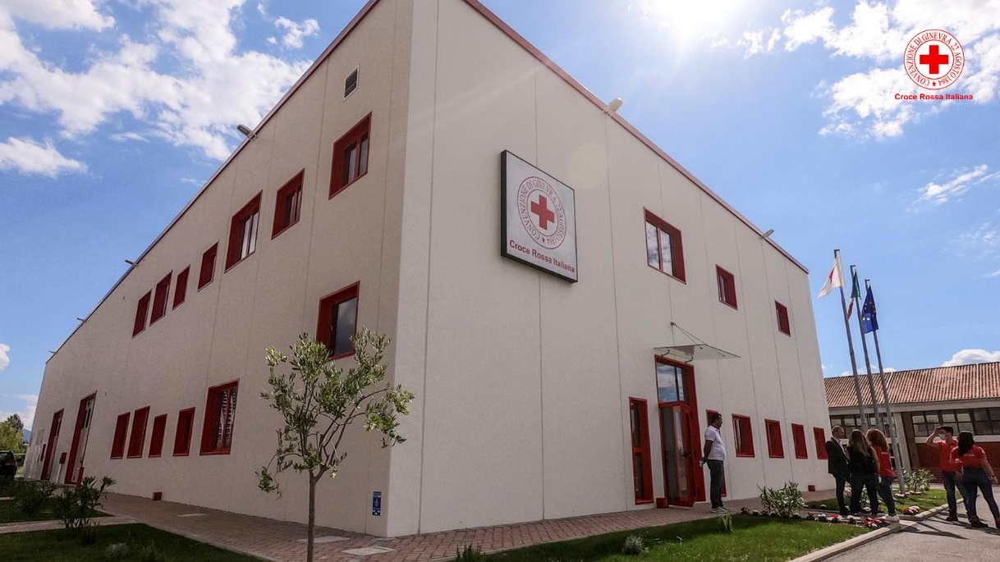 CONVENZIONE DI GINEVRA 22 AGOSTO 1864
Croce Rossa Italiana
CONVENZIONE DI GINEVRA 22 AGOSTO 1864
Croce Rossa Italiana